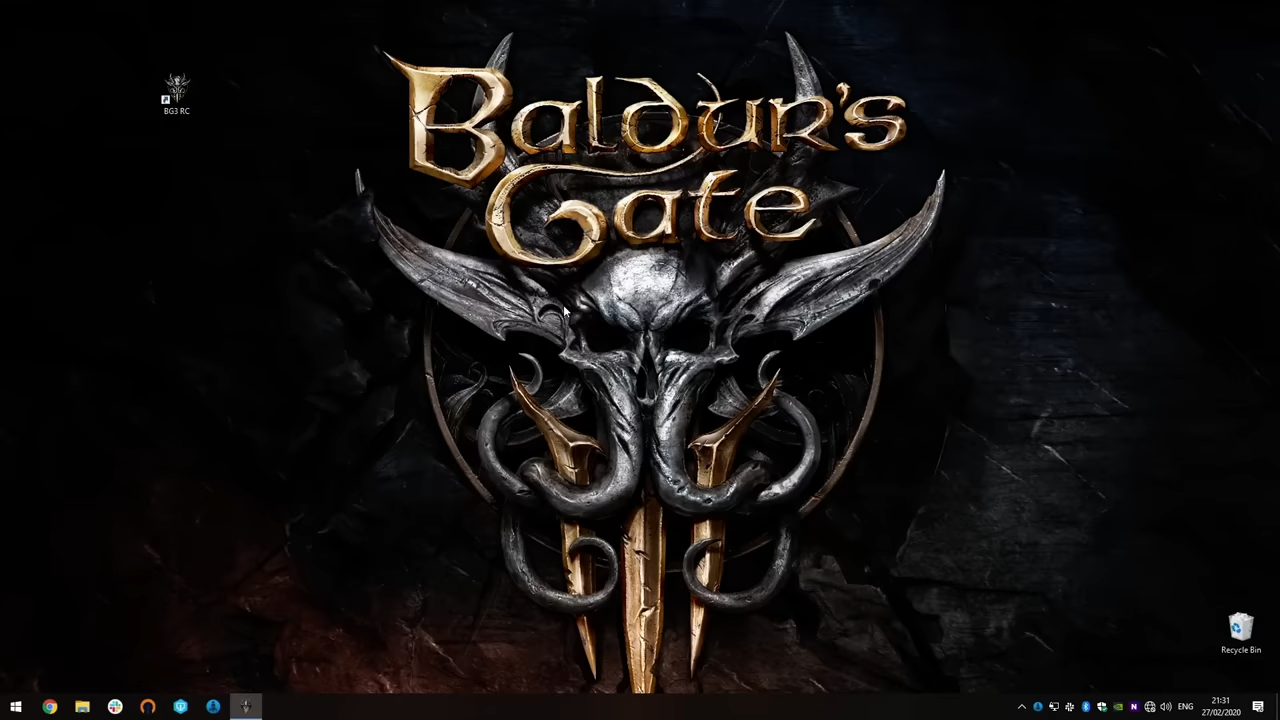 BG3 RC
Baldur's
Gate
Recycle Bin
ENG
21:31
27/02/2020